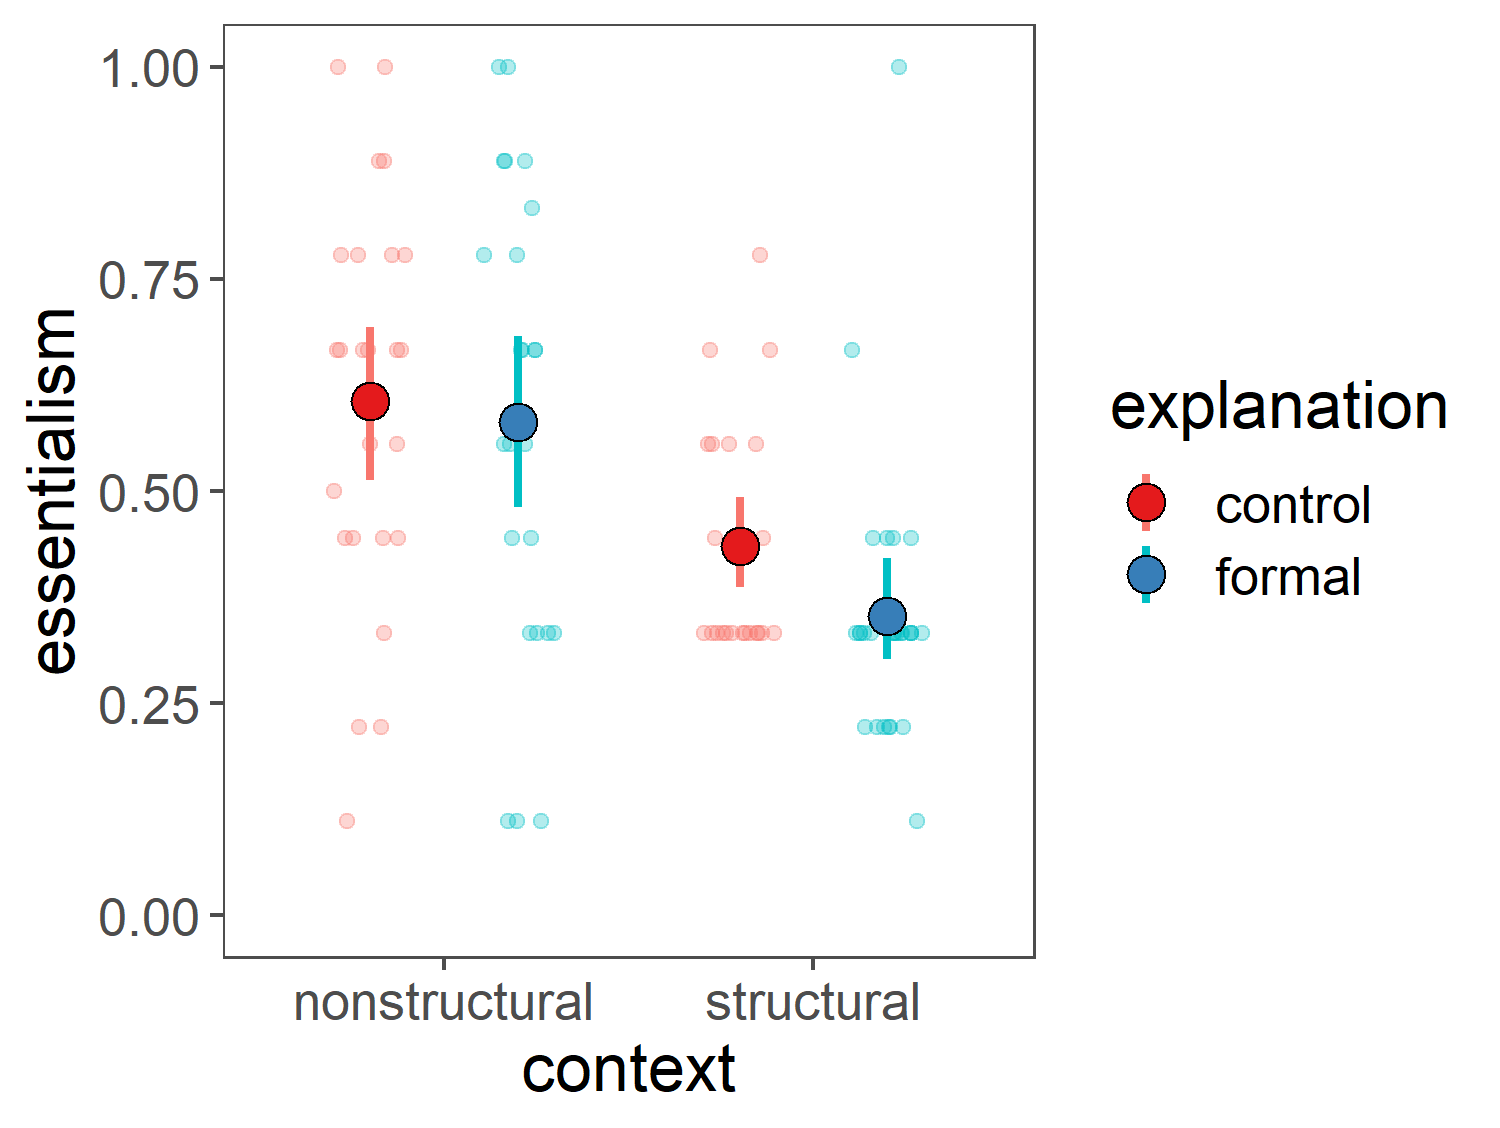 1.00
0.75
0.50
0.25
0.00
essentialism
nonstructural structural
context
explanation
control
formal